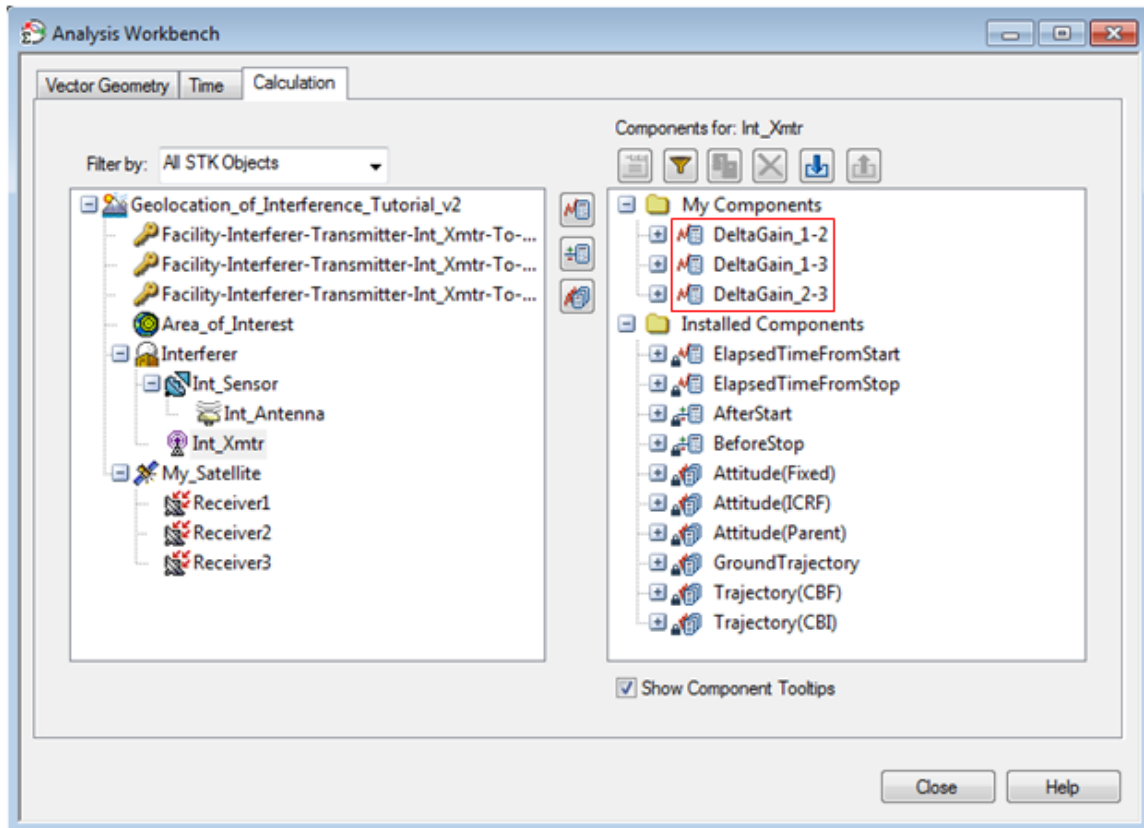 Analysis Workbench
Vector Geometry
Time
Calculation
Components for: Int_Xmtr
Filter by: All STK Objects
Geolocation_of_Interference_Tutorial_v2
Facility-Interferer-Transmitter-Int_Xmtr-To-...
Facility-Interferer-Transmitter-Int_Xmtr-To-...
Facility-Interferer-Transmitter-Int_Xmtr-To-...
Area_of_Interest
Interferer
Int_Sensor
Int_Antenna
Int_Xmtr
My_Satellite
Receiver1
Receiver2
Receiver3
My Components
DeltaGain_1-2
DeltaGain_1-3
DeltaGain_2-3
Installed Components
ElapsedTimeFromStart
ElapsedTimeFromStop
AfterStart
BeforeStop
Attitude(Fixed)
Attitude(ICRF)
Attitude(Parent)
GroundTrajectory
Trajectory(CBF)
Trajectory(CBI)
Show Component Tooltips
Close
Help